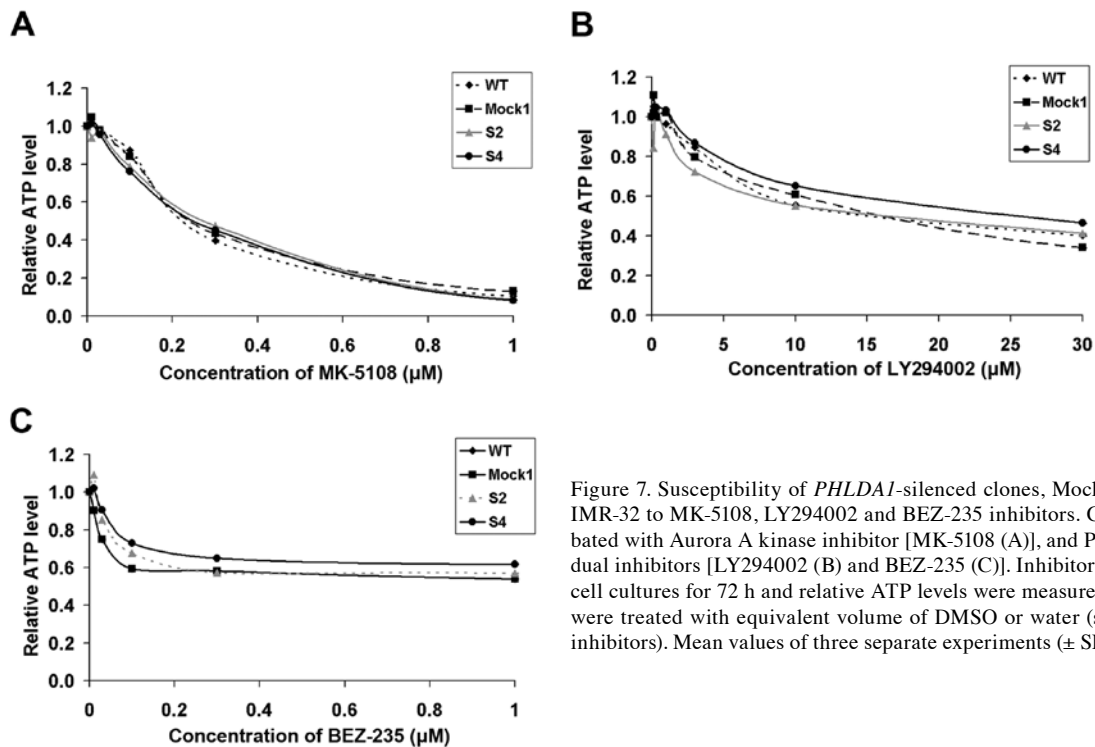 A
1.2
1.0
0.8
0.6
0.4
0.2
0.0
Relative ATP level
0
0.2
0.4
0.6
0.8
1
Concentration of MK-5108 (µM)
WT
Mock1
S2
S4
B
1.2
1.0
0.8
0.6
0.4
0.2
0.0
Relative ATP level
0
5
10
15
20
25
30
Concentration of LY294002 (µM)
WT
Mock1
S2
S4
C
1.2
1.0
0.8
0.6
0.4
0.2
0.0
Relative ATP level
0
0.2
0.4
0.6
0.8
1
Concentration of BEZ-235 (µM)
WT
Mock1
S2
S4
Figure 7. Susceptibility of PHLDA1-silenced clones, Mock
IMR-32 to MK-5108, LY294002 and BEZ-235 inhibitors. C
bated with Aurora A kinase inhibitor [MK-5108 (A)], and P
dual inhibitors [LY294002 (B) and BEZ-235 (C)]. Inhibitor
cell cultures for 72 h and relative ATP levels were measure
were treated with equivalent volume of DMSO or water (s
inhibitors). Mean values of three separate experiments (± S